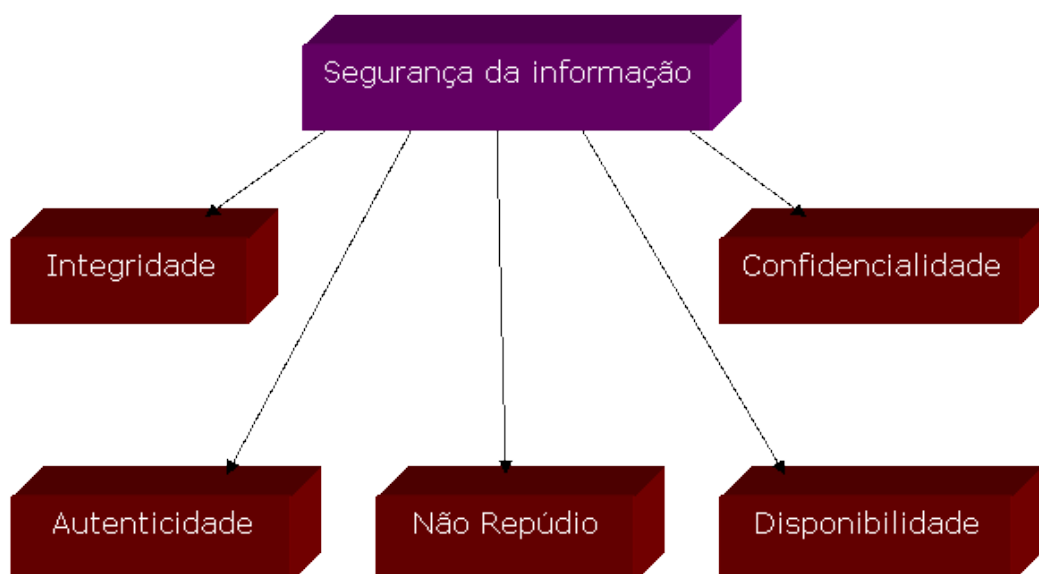 Segurança da informação
Integridade
Confidencialidade
Autenticidade
Não Repúdio
Disponibilidade